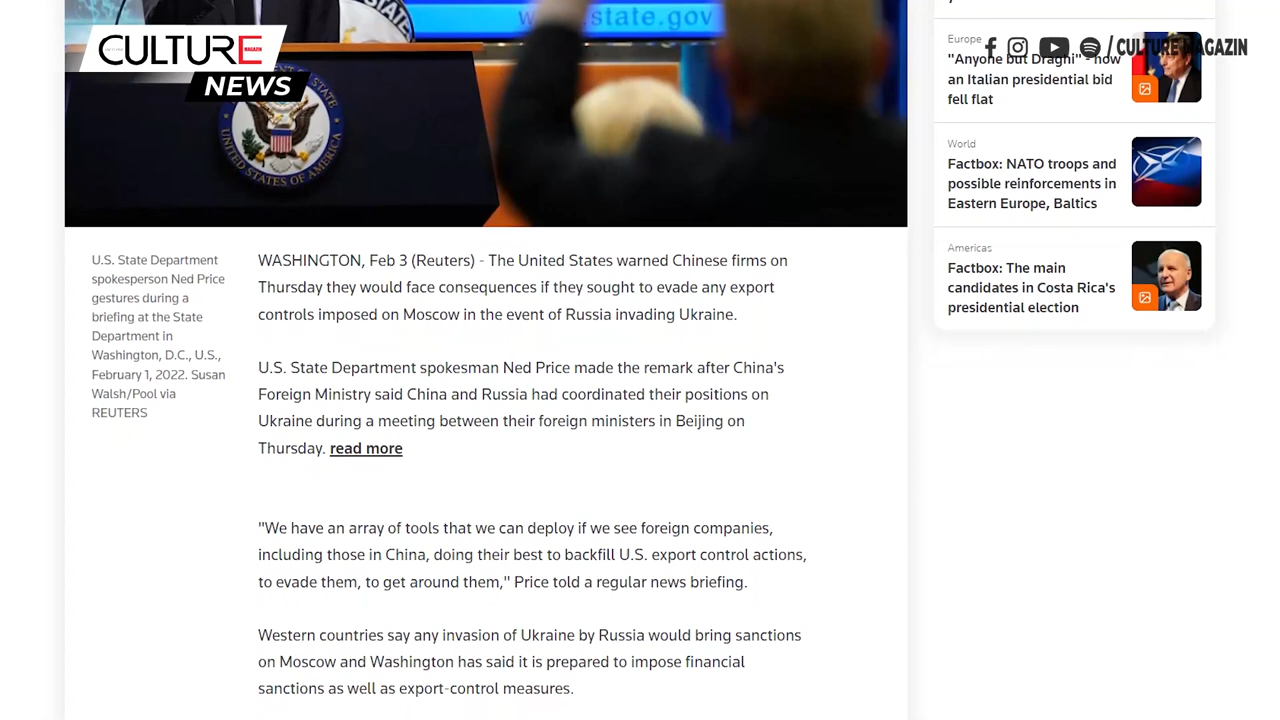 www.state.gov
CULTURE
MAGAZIN
NEWS
UNITED STATES OF AMERICA
/ CULTURE MAGAZIN
Europe
"Anyone but Draghi" - how
an Italian presidential bid
fell flat
World
Factbox: NATO troops and
possible reinforcements in
Eastern Europe, Baltics
Americas
Factbox: The main
candidates in Costa Rica's
presidential election
U.S. State Department
spokesperson Ned Price
gestures during a
briefing at the State
Department in
Washington, D.C., U.S.,
February 1, 2022. Susan
Walsh/Pool via
REUTERS
WASHINGTON, Feb 3 (Reuters) - The United States warned Chinese firms on
Thursday they would face consequences if they sought to evade any export
controls imposed on Moscow in the event of Russia invading Ukraine.
U.S. State Department spokesman Ned Price made the remark after China's
Foreign Ministry said China and Russia had coordinated their positions on
Ukraine during a meeting between their foreign ministers in Beijing on
Thursday. read more
"We have an array of tools that we can deploy if we see foreign companies,
including those in China, doing their best to backfill U.S. export control actions,
to evade them, to get around them," Price told a regular news briefing.
Western countries say any invasion of Ukraine by Russia would bring sanctions
on Moscow and Washington has said it is prepared to impose financial
sanctions as well as export-control measures.